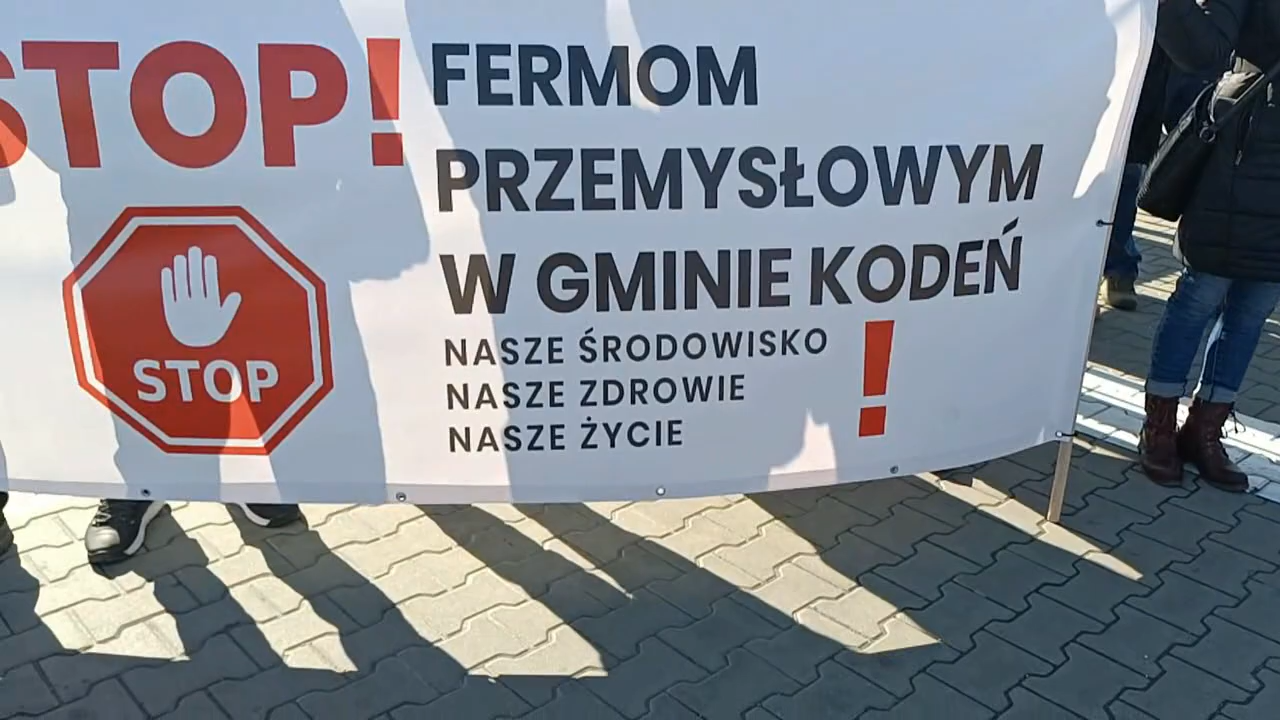 STOP!
FERMOM
PRZEMYSŁOWYM
W GMINIE KODEŃ
NASZE ŚRODOWISKO
NASZE ZDROWIE
NASZE ŻYCIE
!
STOP